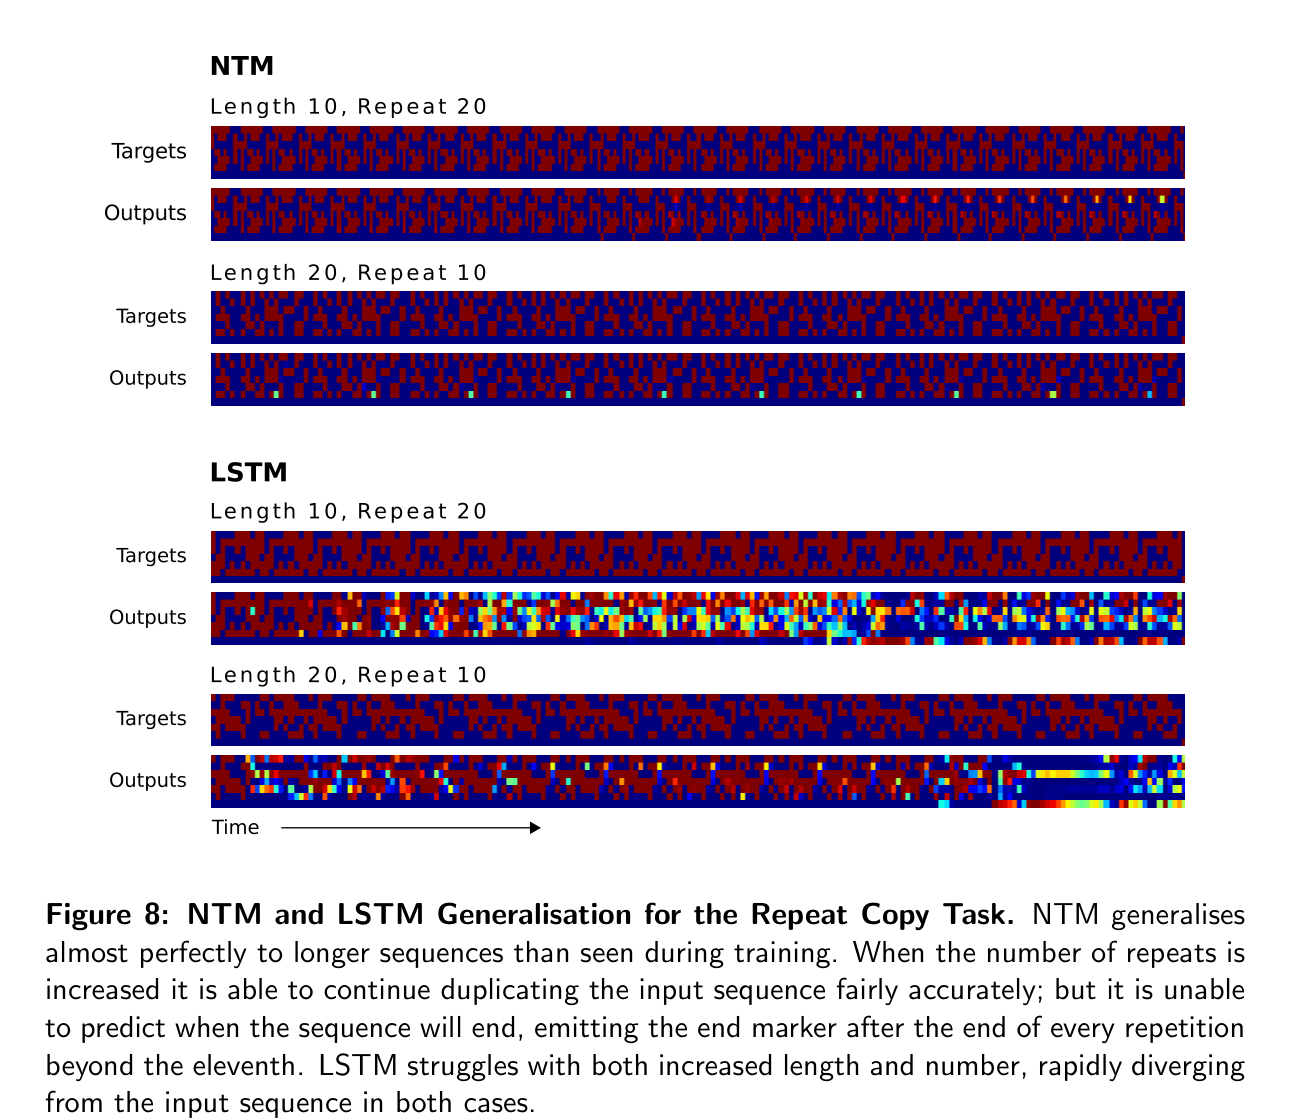 NTM
Length 10, Repeat 20
Targets
Outputs
Length 20, Repeat 10
Targets
Outputs
LSTM
Length 10, Repeat 20
Targets
Outputs
Length 20, Repeat 10
Targets
Outputs
Time
Figure 8: NTM and LSTM Generalisation for the Repeat Copy Task. NTM generalises
almost perfectly to longer sequences than seen during training. When the number of repeats is
increased it is able to continue duplicating the input sequence fairly accurately; but it is unable
to predict when the sequence will end, emitting the end marker after the end of every repetition
beyond the eleventh. LSTM struggles with both increased length and number, rapidly diverging
from the input sequence in both cases.